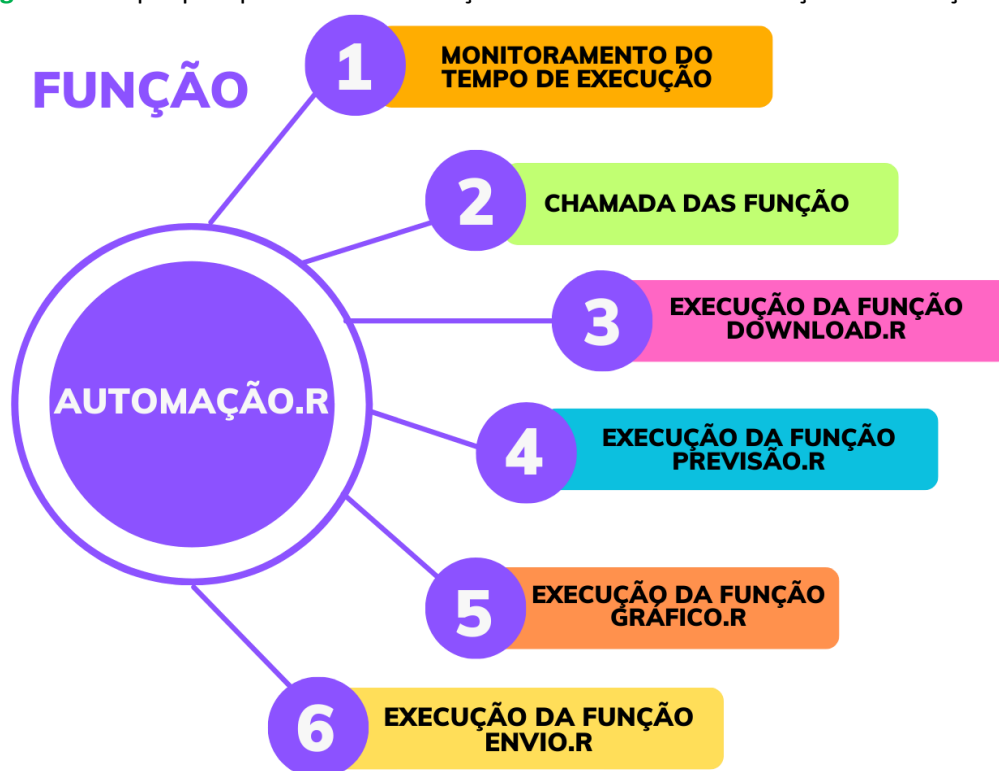 FUNÇÃO
1
MONITORAMENTO DO
TEMPO DE EXECUÇÃO
2
CHAMADA DAS FUNÇÃO
3
EXECUÇÃO DA FUNÇÃO
DOWNLOAD.R
AUTOMAÇÃO.R
4
EXECUÇÃO DA FUNÇÃO
PREVISÃO.R
5
EXECUÇÃO DA FUNÇÃO
GRÁFICO.R
6
EXECUÇÃO DA FUNÇÃO
ENVIO.R